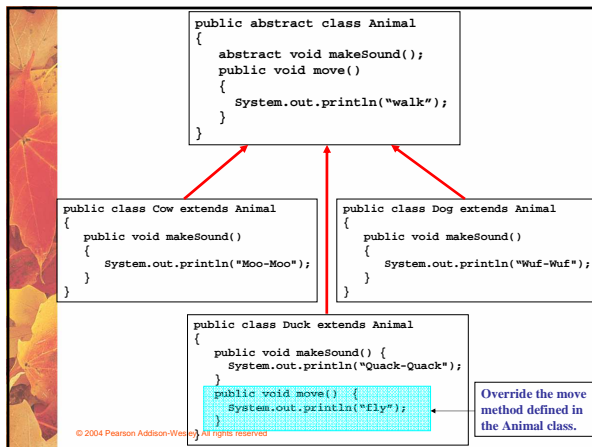 public abstract class Animal
{
abstract void makeSound();
public void move()
{
System.out.println(“walk”);
}
}
public class Cow extends Animal
{
public void makeSound()
{
System.out.println("Moo-Moo");
}
}
public class Dog extends Animal
{
public void makeSound()
{
System.out.println(“Wuf-Wuf");
}
}
public class Duck extends Animal
{
public void makeSound() {
System.out.println(“Quack-Quack");
}
public void move() {
System.out.println(“fly”);
}
}
Override the move
method defined in
the Animal class.
© 2004 Pearson Addison-Wesley. All rights reserved